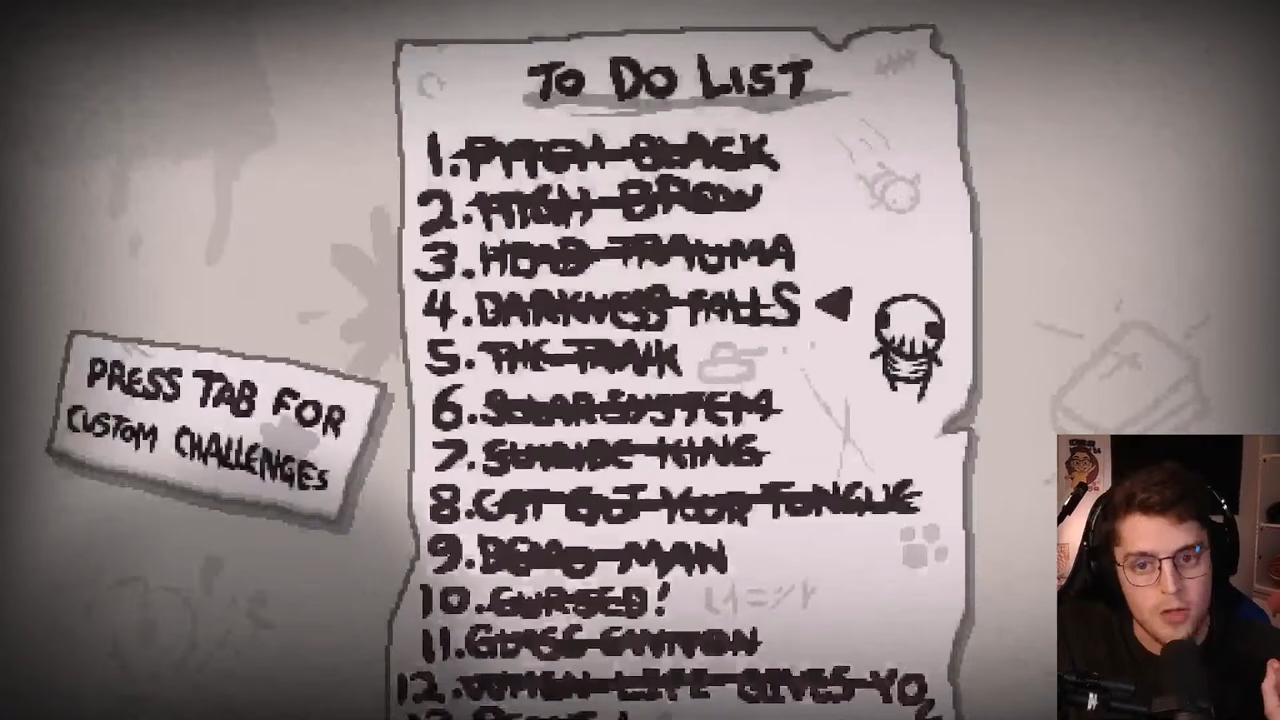 TO DO LIST
1. PITCH BLACK
2. HIGH BROW
3. HEAD TRAUMA
4. DARKNESS FALLS
5. THE TANK
6. SOLAR SYSTEM
7. SUICIDE KING
8. CAT GOT YOUR TONGUE
9. DEMO MAN
10. CURSED!
11. GLASS CANNON
12. WHEN LIFE GIVES YO
PRESS TAB FOR
CUSTOM CHALLENGES